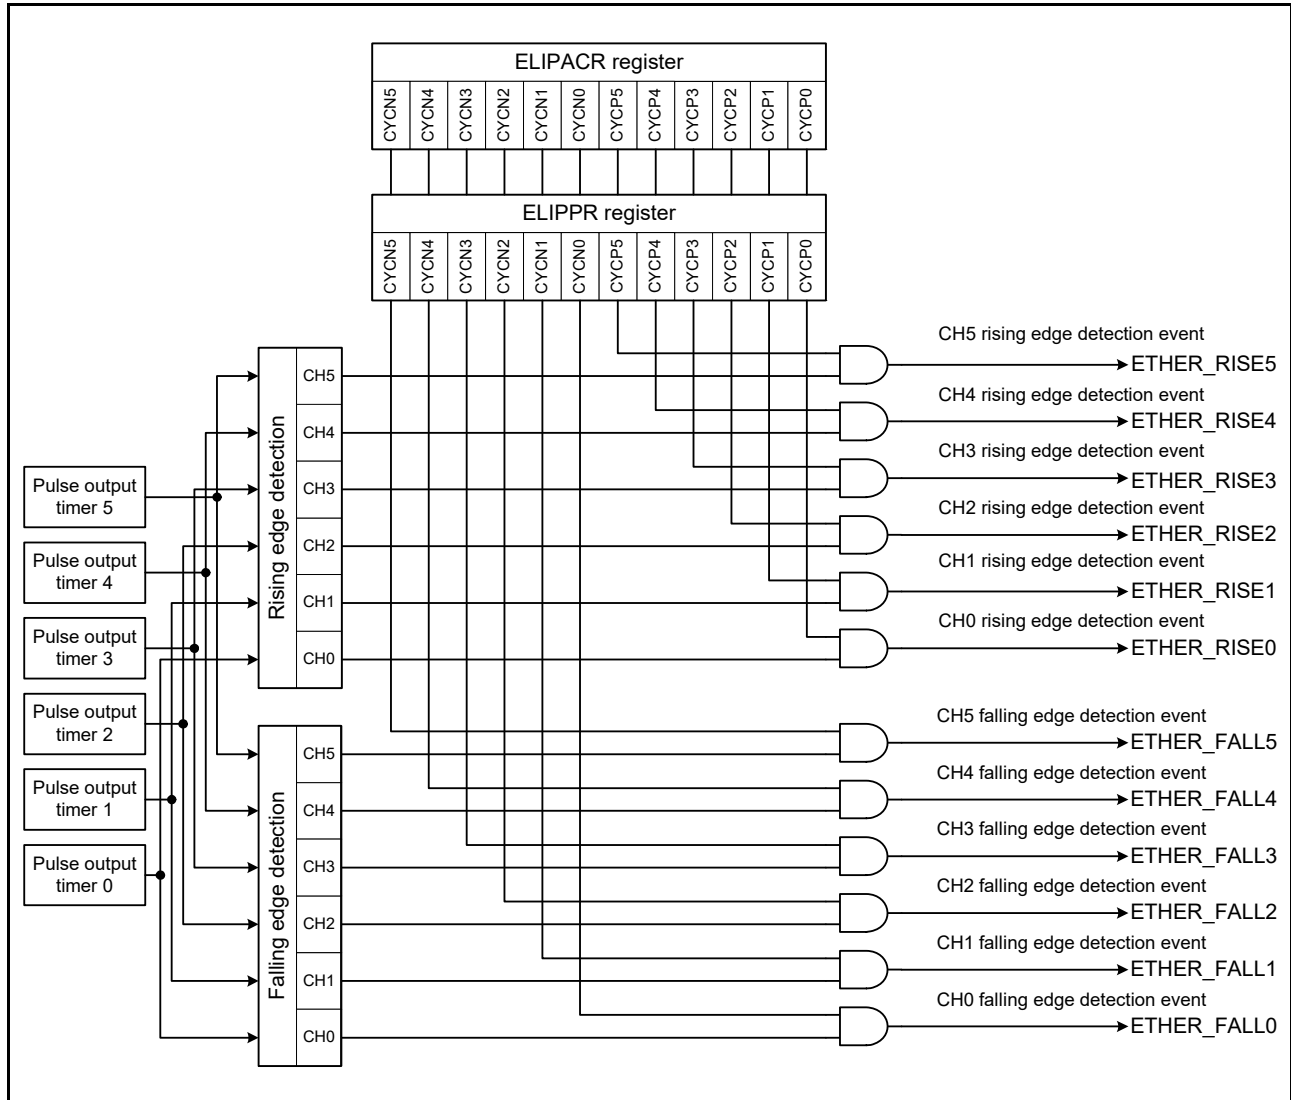 ELIPACR register
CYCN5
CYCN4
CYCN3
CYCN2
CYCN1
CYCN0
CYCP5
CYCP4
CYCP3
CYCP2
CYCP1
CYCP0
ELIPPR register
CYCN5
CYCN4
CYCN3
CYCN2
CYCN1
CYCN0
CYCP5
CYCP4
CYCP3
CYCP2
CYCP1
CYCP0
Pulse output
timer 5
Pulse output
timer 4
Pulse output
timer 3
Pulse output
timer 2
Pulse output
timer 1
Pulse output
timer 0
Rising edge detection
CH5
CH4
CH3
CH2
CH1
CH0
Falling edge detection
CH5
CH4
CH3
CH2
CH1
CH0
CH5 rising edge detection event
ETHER_RISE5
CH4 rising edge detection event
ETHER_RISE4
CH3 rising edge detection event
ETHER_RISE3
CH2 rising edge detection event
ETHER_RISE2
CH1 rising edge detection event
ETHER_RISE1
CH0 rising edge detection event
ETHER_RISE0
CH5 falling edge detection event
ETHER_FALL5
CH4 falling edge detection event
ETHER_FALL4
CH3 falling edge detection event
ETHER_FALL3
CH2 falling edge detection event
ETHER_FALL2
CH1 falling edge detection event
ETHER_FALL1
CH0 falling edge detection event
ETHER_FALL0